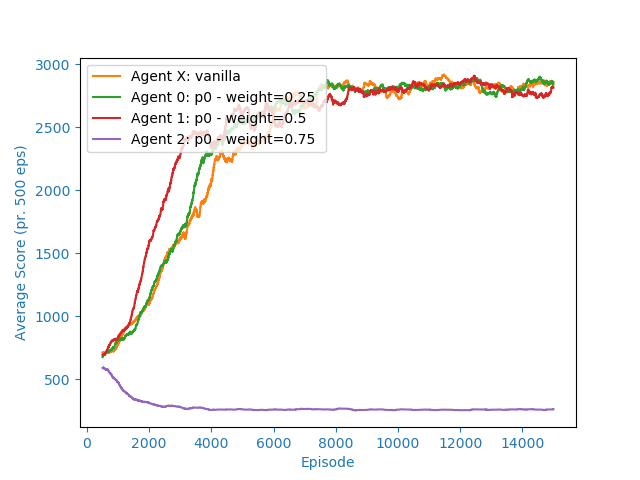 3000
2500
2000
1500
1000
500
Average Score (pr. 500 eps)
Agent X: vanilla
Agent 0: p0 - weight=0.25
Agent 1: p0 - weight=0.5
Agent 2: p0 - weight=0.75
0 2000 4000 6000 8000 10000 12000 14000
Episode